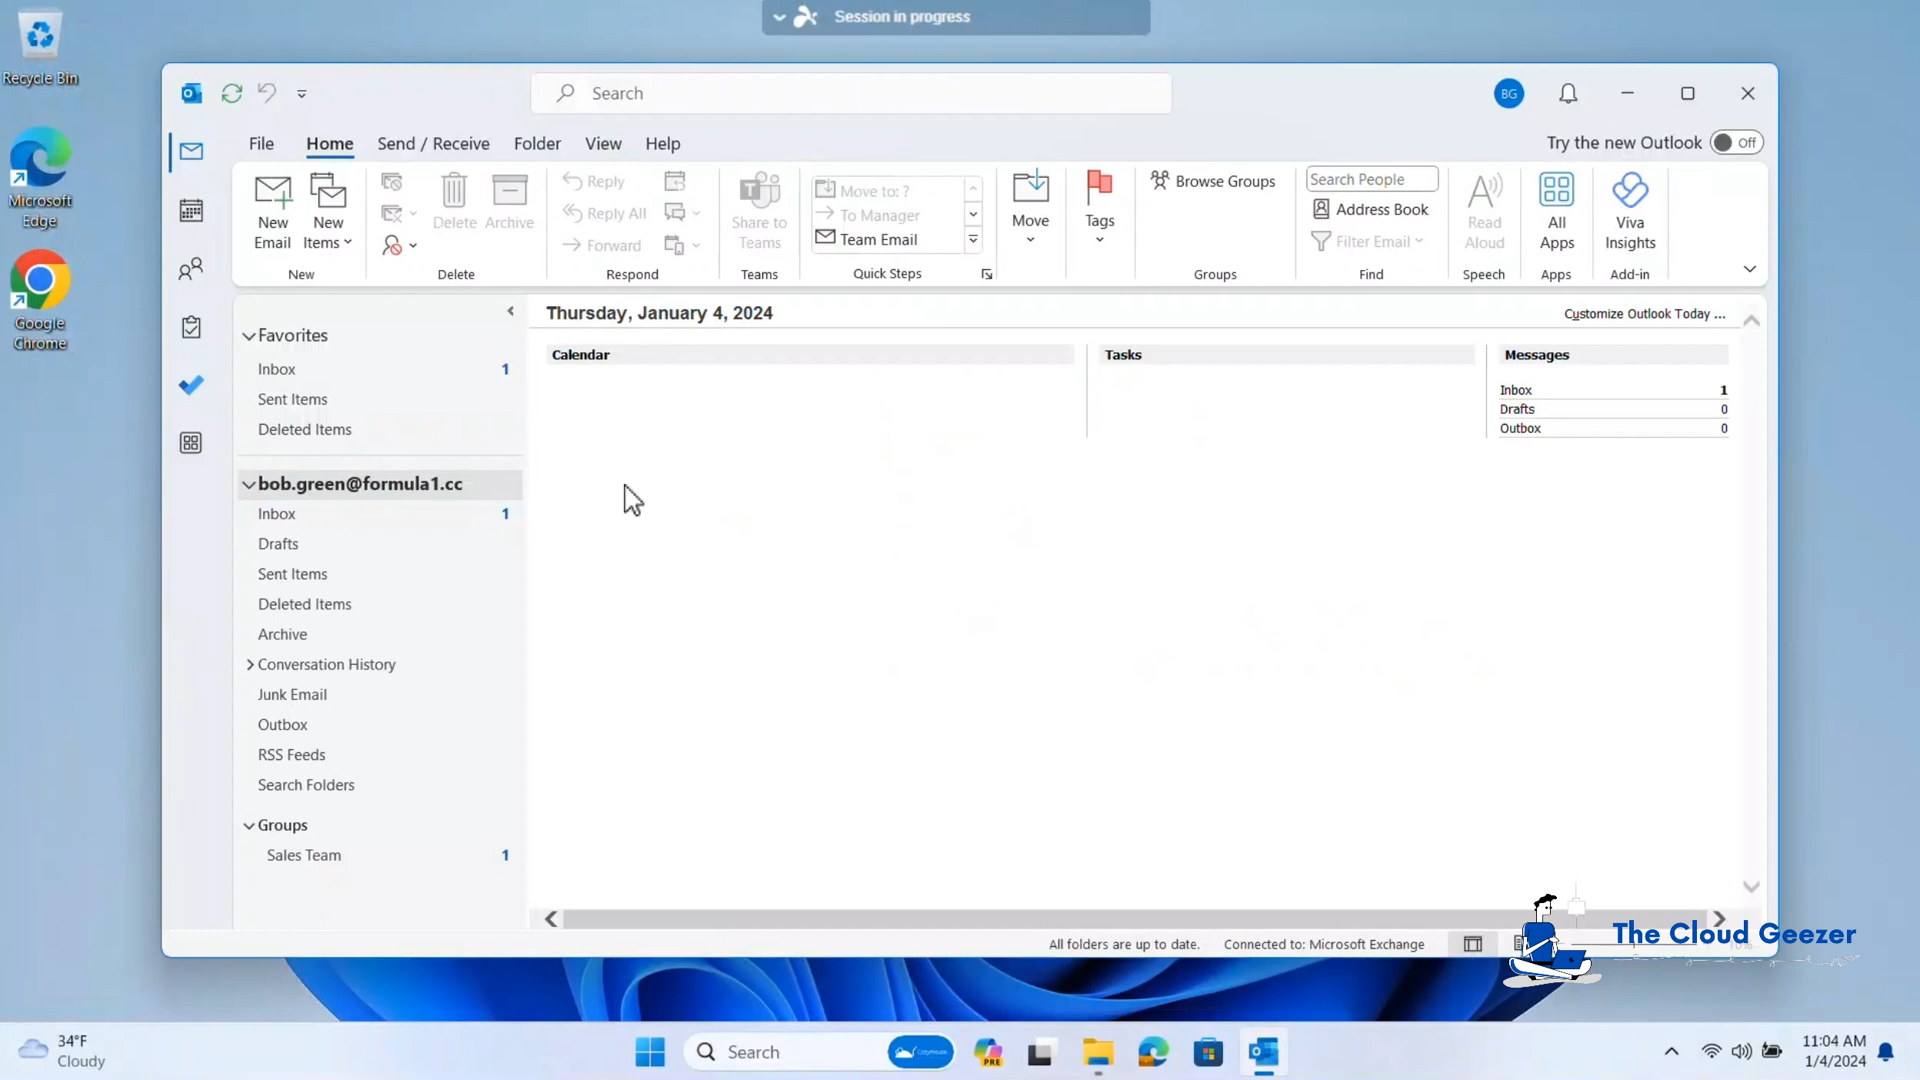 Session in progress
Recycle Bin
Microsoft
Edge
Google
Chrome
Search
BG
File Home Send / Receive Folder View Help
Try the new Outlook Off
New
Email
New
Items
New
Delete Archive
Delete
Reply
Reply All
Forward
Respond
Share to
Teams
Teams
Move to: ?
To Manager
Team Email
Quick Steps
Move
Tags
Browse Groups
Groups
Search People
Address Book
Filter Email
Find
Read
Aloud
Speech
All
Apps
Apps
Viva
Insights
Add-in
Favorites
Inbox 1
Sent Items
Deleted Items
bob.green@formula1.cc
Inbox 1
Drafts
Sent Items
Deleted Items
Archive
Conversation History
Junk Email
Outbox
RSS Feeds
Search Folders
Groups
Sales Team 1
Thursday, January 4, 2024
Customize Outlook Today ...
Calendar
Tasks
Messages
Inbox 1
Drafts 0
Outbox 0
All folders are up to date. Connected to: Microsoft Exchange
The Cloud Geezer
34°F
Cloudy
Search
PRE
11:04 AM
1/4/2024